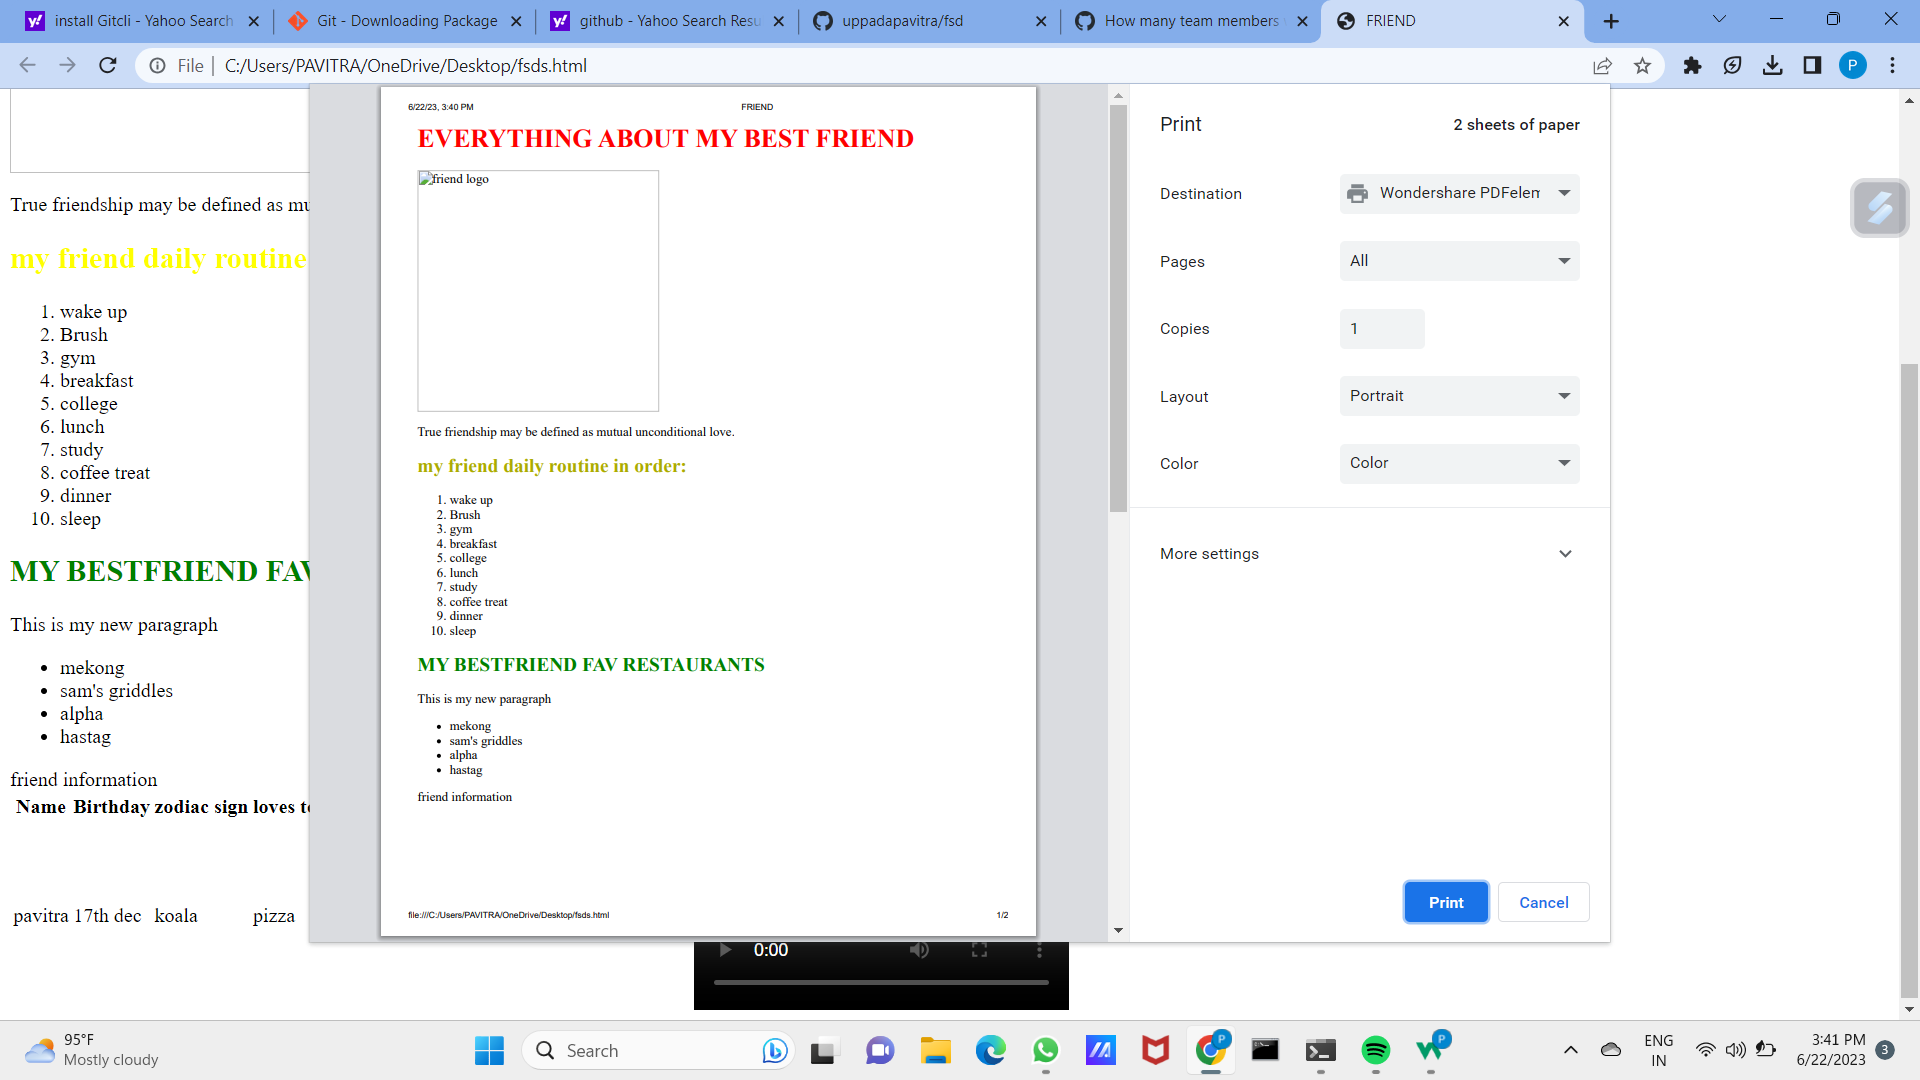 install Gitcli - Yahoo Search
Git - Downloading Package
github - Yahoo Search Resu
uppadapavitra/fsd
How many team members
FRIEND
File
C:/Users/PAVITRA/OneDrive/Desktop/fsds.html
P
True friendship may be defined as mu
my friend daily routine
1. wake up
2. Brush
3. gym
4. breakfast
5. college
6. lunch
7. study
8. coffee treat
9. dinner
10. sleep
MY BESTFRIEND FAV
This is my new paragraph
• mekong
• sam's griddles
• alpha
• hastag
friend information
Name Birthday zodiac sign loves to
pavitra 17th dec koala pizza
6/22/23, 3:40 PM
FRIEND
EVERYTHING ABOUT MY BEST FRIEND
friend logo
True friendship may be defined as mutual unconditional love.
my friend daily routine in order:
1. wake up
2. Brush
3. gym
4. breakfast
5. college
6. lunch
7. study
8. coffee treat
9. dinner
10. sleep
MY BESTFRIEND FAV RESTAURANTS
This is my new paragraph
• mekong
• sam's griddles
• alpha
• hastag
friend information
file:///C:/Users/PAVITRA/OneDrive/Desktop/fsds.html
1/2
Print
2 sheets of paper
Destination
Wondershare PDFelem
Pages
All
Copies
1
Layout
Portrait
Color
Color
More settings
Print
Cancel
0:00
95°F
Mostly cloudy
Search
P
P
ENG
IN
3:41 PM
6/22/2023
3